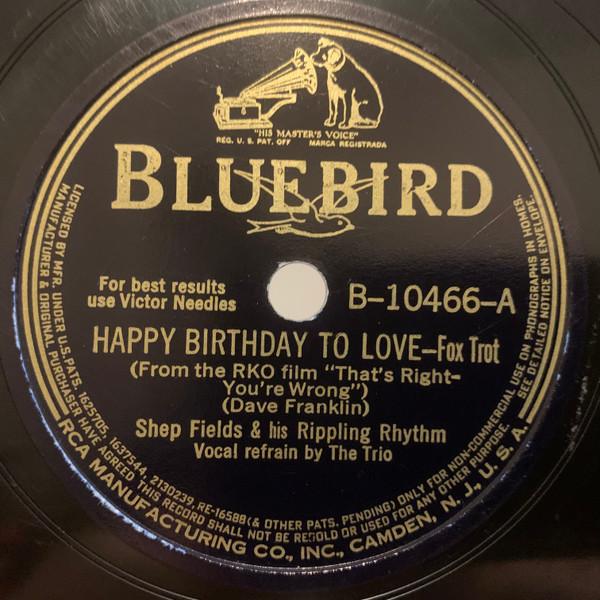 "HIS MASTER'S VOICE"
REG. U. S. PAT. OFF MARCA REGISTRADA
BLUEBIRD
For best results
use Victor Needles
B-10466-A
HAPPY BIRTHDAY TO LOVE-Fox Trot
(From the RKO film "That's Right-
You're Wrong")
(Dave Franklin)
Shep Fields & his Rippling Rhythm
Vocal refrain by The Trio
LICENSED BY MFR. UNDER U.S. PATS. 1625705, 1637544, 2130239, RE-16588 (& OTHER PATS. PENDING) ONLY FOR NON-COMMERCIAL USE ON PHONOGRAPHS IN HOMES.
MANUFACTURER & ORIGINAL PURCHASER HAVE AGREED THIS RECORD SHALL NOT BE RESOLD OR USED FOR ANY OTHER PURPOSE. SEE DETAILED NOTICE ON ENVELOPE.
RCA MANUFACTURING CO., INC., CAMDEN, N. J., U. S. A.